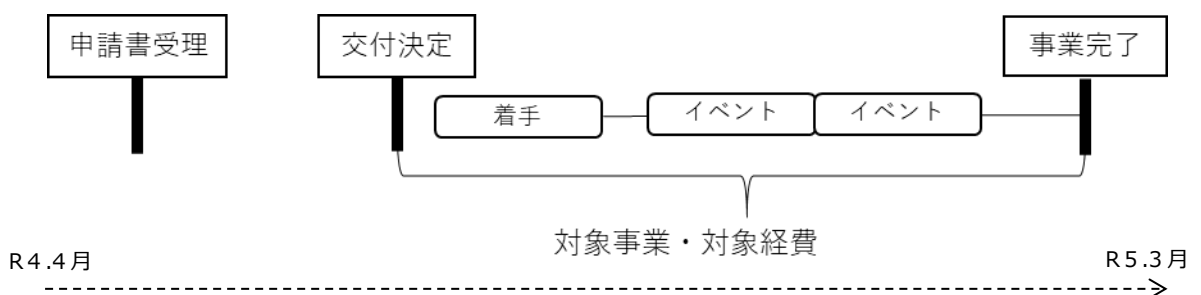 申請書受理
交付決定
事業完了
着手
イベント
イベント
対象事業・対象経費
R4.4月
R5.3月